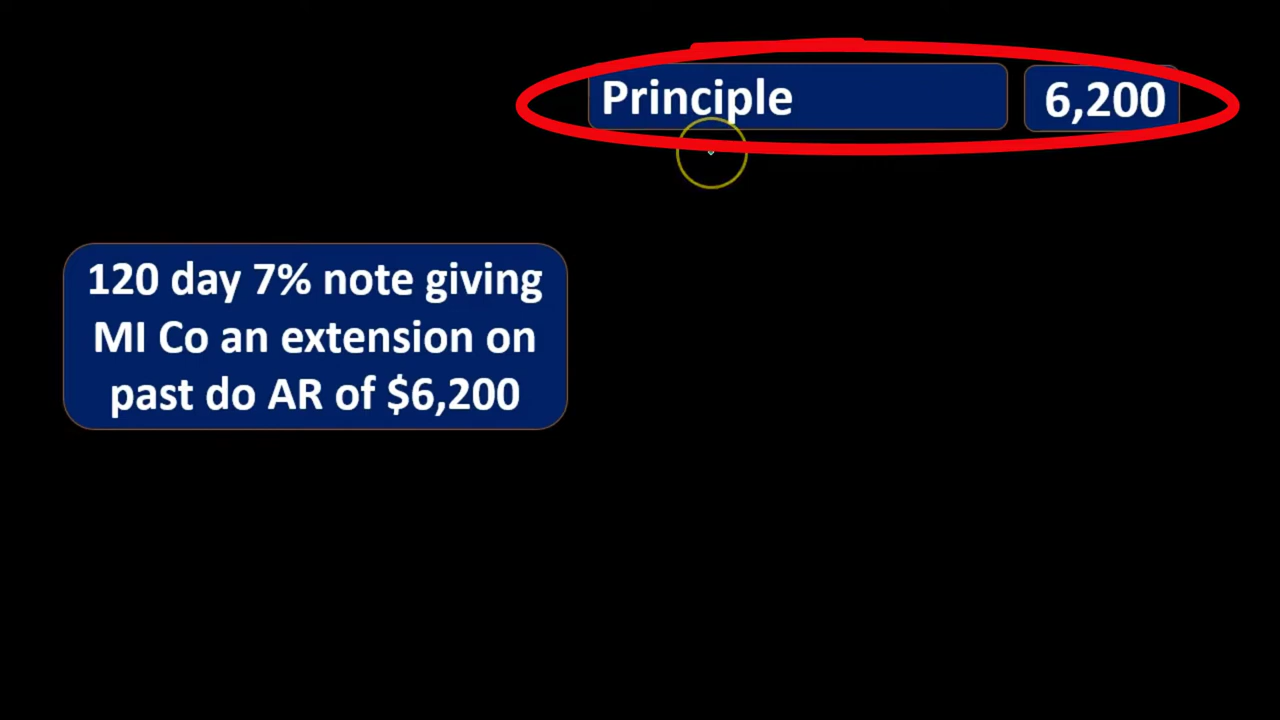 Principle 6,200
120 day 7% note giving
MI Co an extension on
past do AR of $6,200